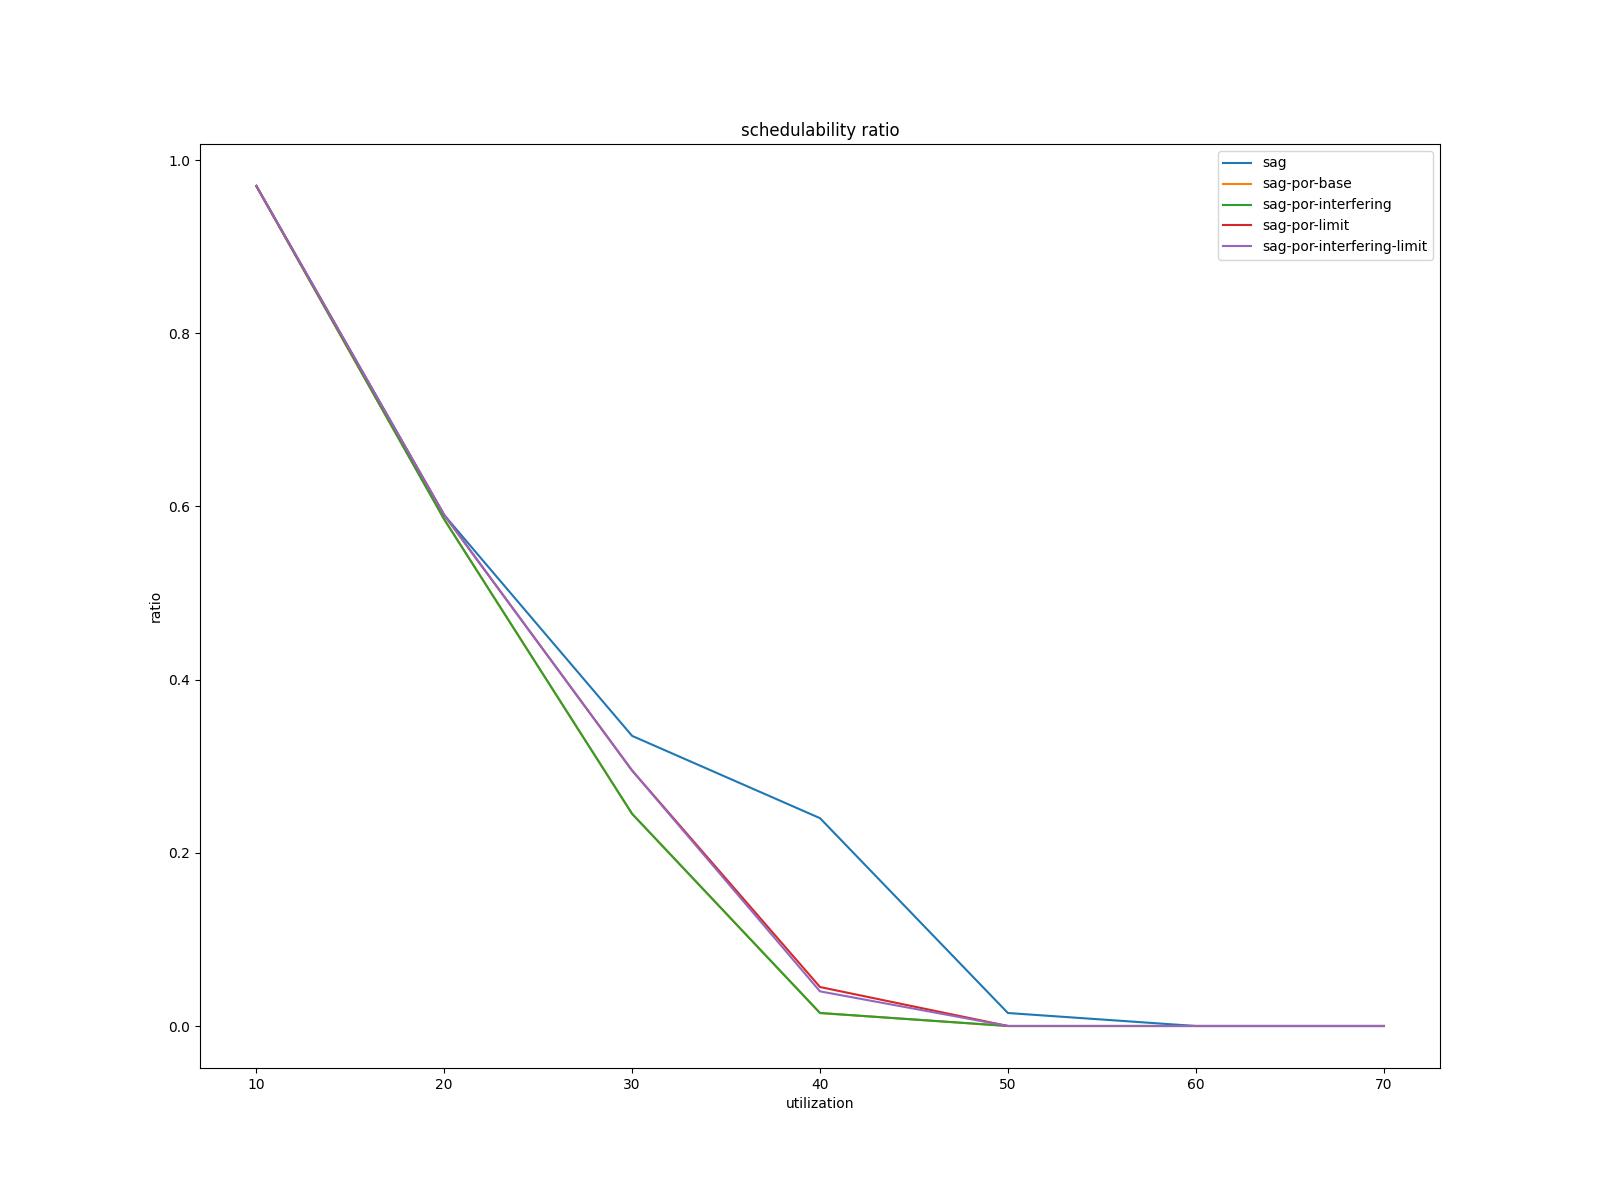 schedulability ratio
sag
sag-por-base
sag-por-interfering
sag-por-limit
sag-por-interfering-limit
1.0
0.8
0.6
0.4
0.2
0.0
ratio
10 20 30 40 50 60 70
utilization